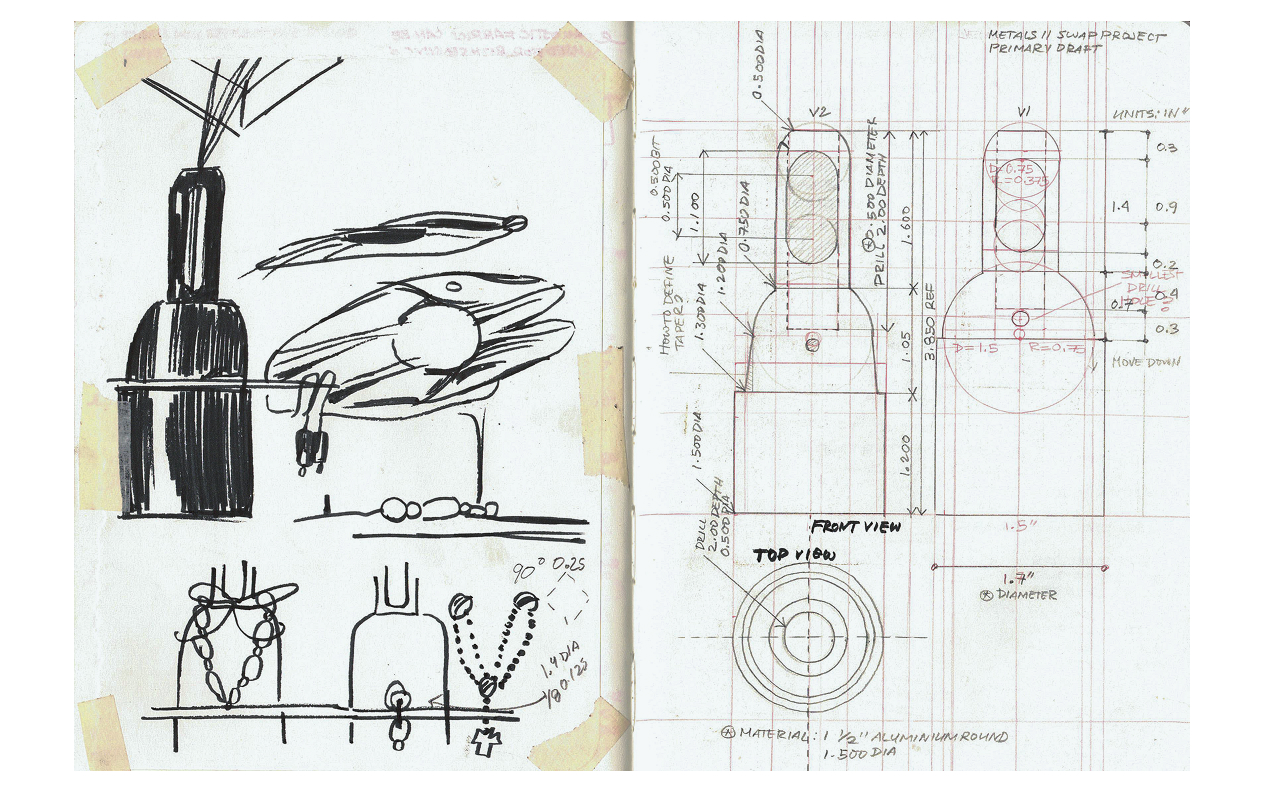 90° 0.25
1.4 DIA
1/8 0.125
METALS II SWAP PROJECT
PRIMARY DRAFT
0.500 DIA
V2
V1
UNITS: IN"
0.500 BIT
0.500 DIA
1.100
0.750 DIA
1.200 DIA
1.300 DIA
HOW TO DEFINE
TAPER?
0.500 DIAMETER
DRILL 2.00 DEPTH
1.600
3.850 REF
1.05
1.200
1.500 DIA
DRILL
2.00 DEPTH
0.500 DIA
D=0.75
R=0.375
0.3
1.4
0.9
0.2
SMALLEST
DRILL
HOLE?
0.4
0.7
0.3
D=1.5
R=0.75
MOVE DOWN
FRONT VIEW
1.5"
TOP VIEW
1.7"
DIAMETER
MATERIAL: 1 1/2" ALUMINIUM ROUND
1.500 DIA